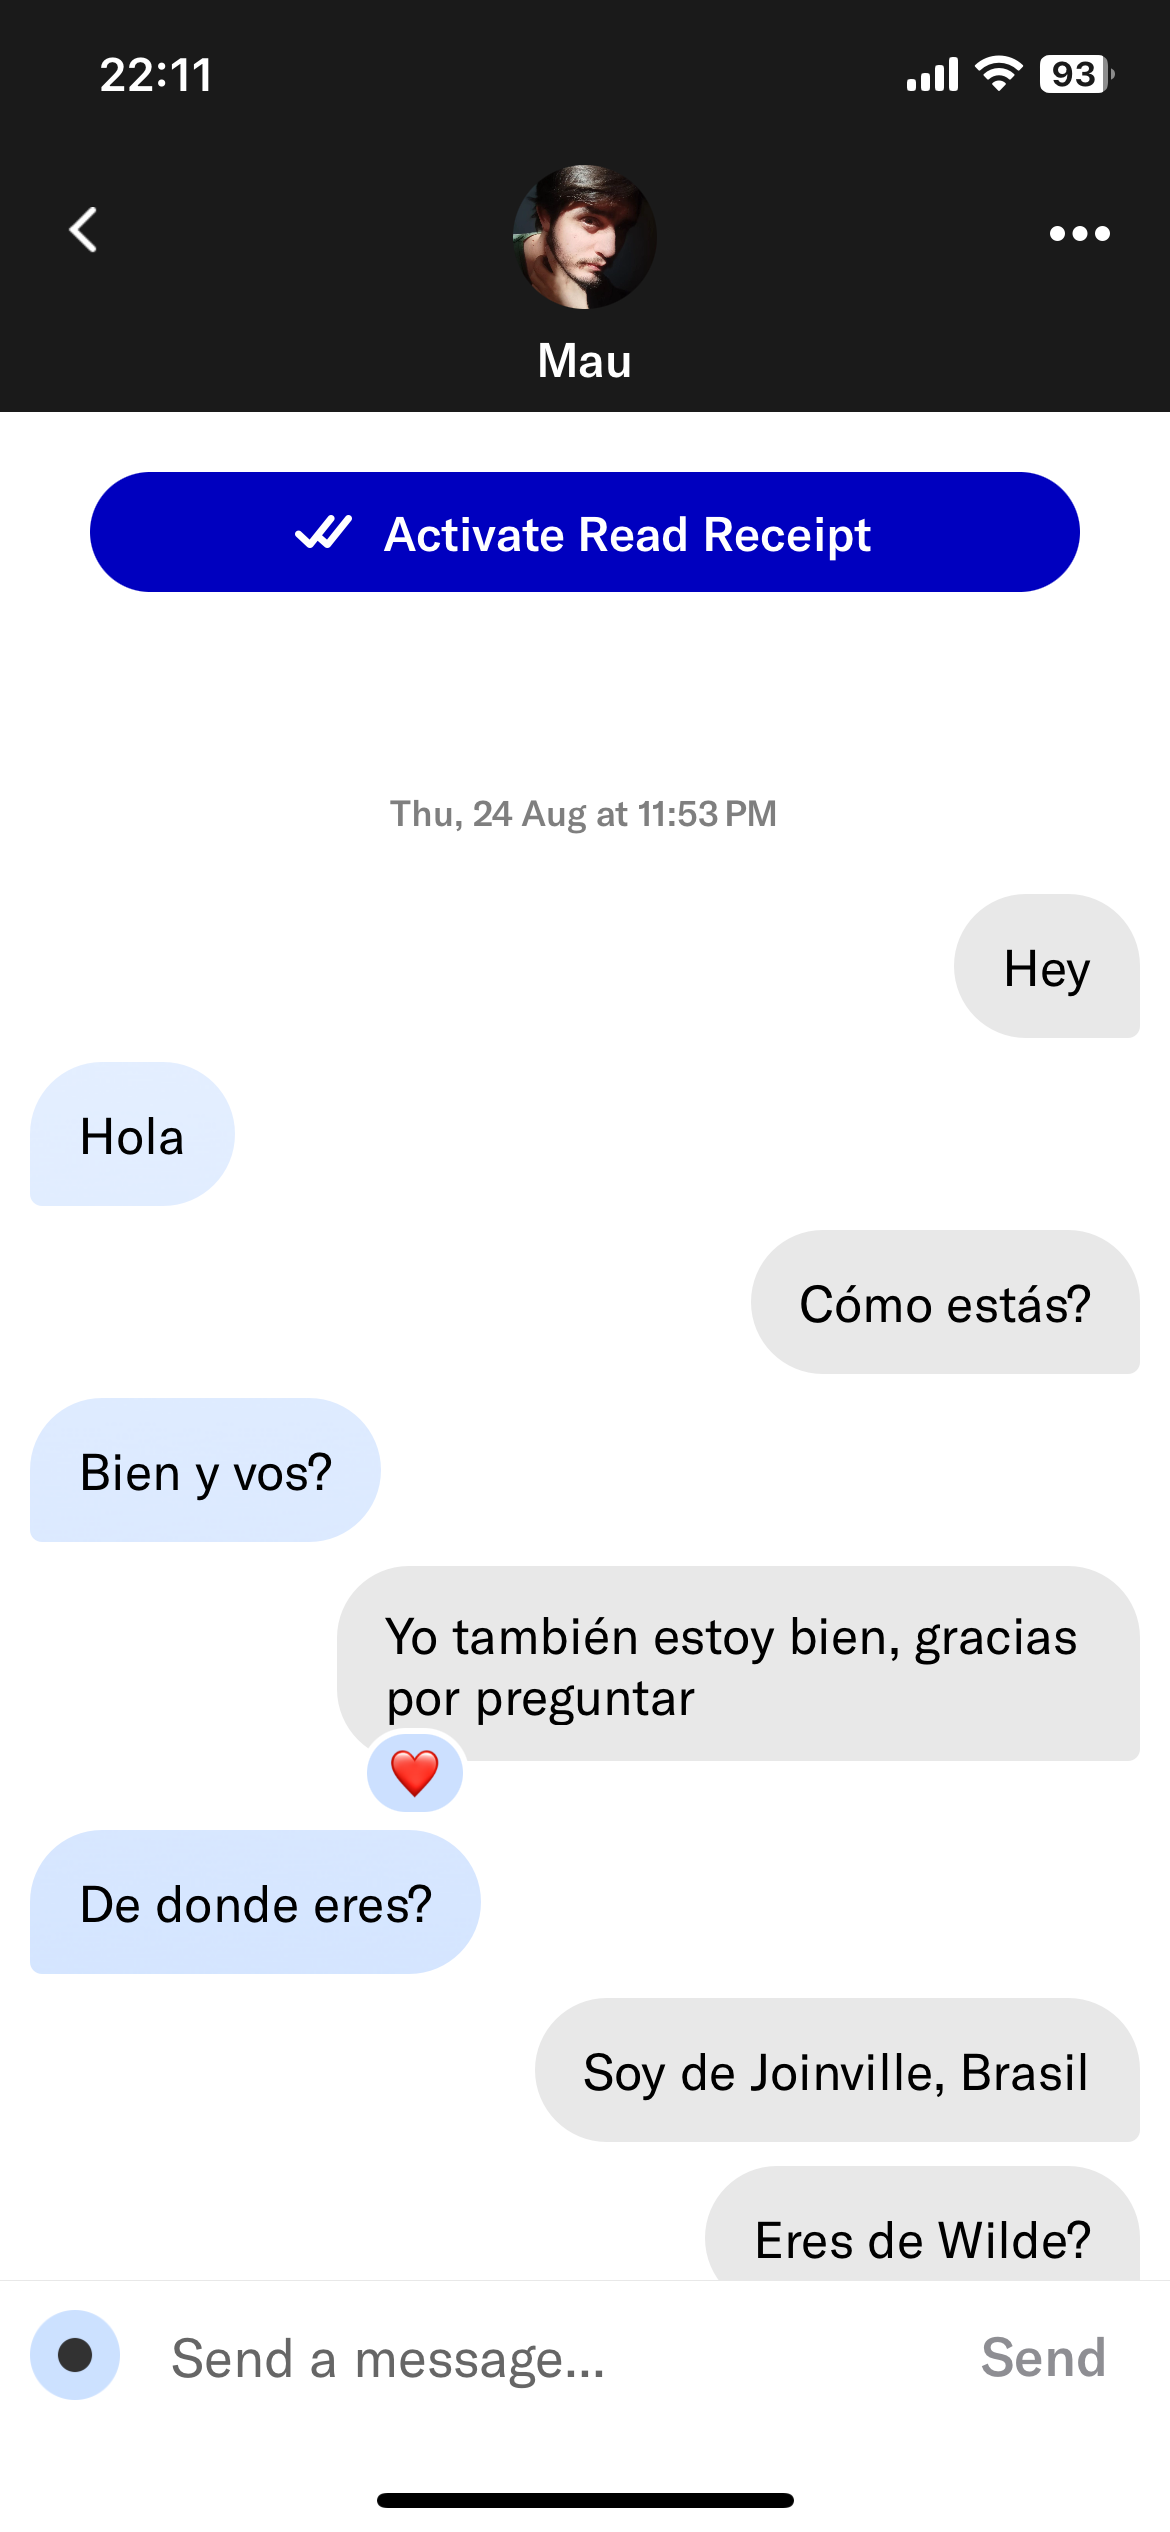 22:11
93
Mau
Activate Read Receipt
Thu, 24 Aug at 11:53 PM
Hey
Hola
Cómo estás?
Bien y vos?
Yo también estoy bien, gracias
por preguntar
De donde eres?
Soy de Joinville, Brasil
Eres de Wilde?
Send a message...
Send